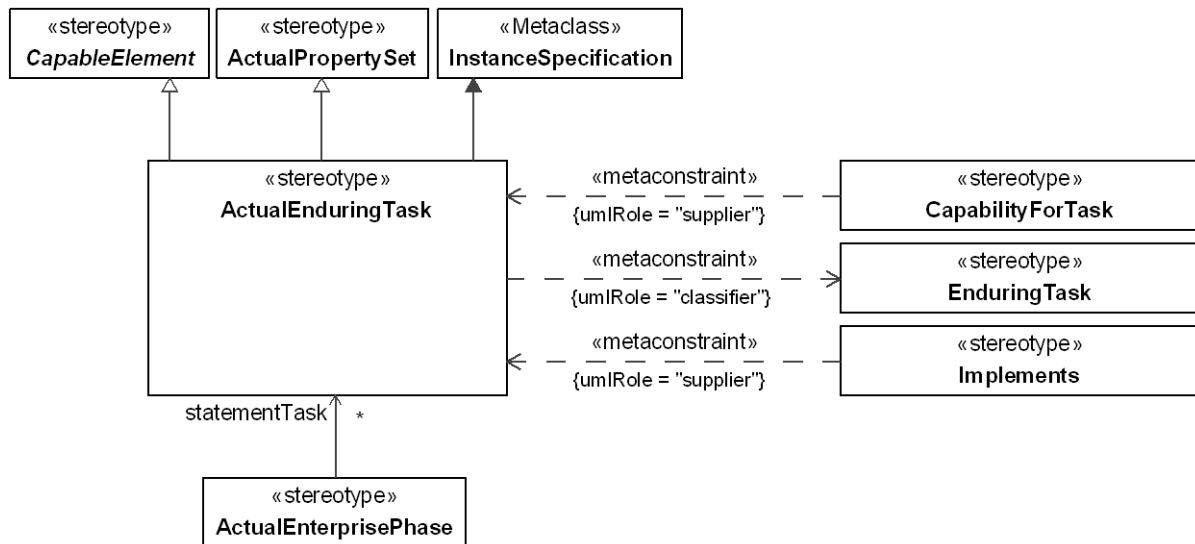 «stereotype»
CapableElement
«stereotype»
ActualPropertySet
«Metaclass»
InstanceSpecification
«stereotype»
ActualEnduringTask
«metaconstraint»
{umlRole = "supplier"}
«stereotype»
CapabilityForTask
«metaconstraint»
{umlRole = "classifier"}
«stereotype»
EnduringTask
«metaconstraint»
{umlRole = "supplier"}
«stereotype»
Implements
statementTask
*
«stereotype»
ActualEnterprisePhase